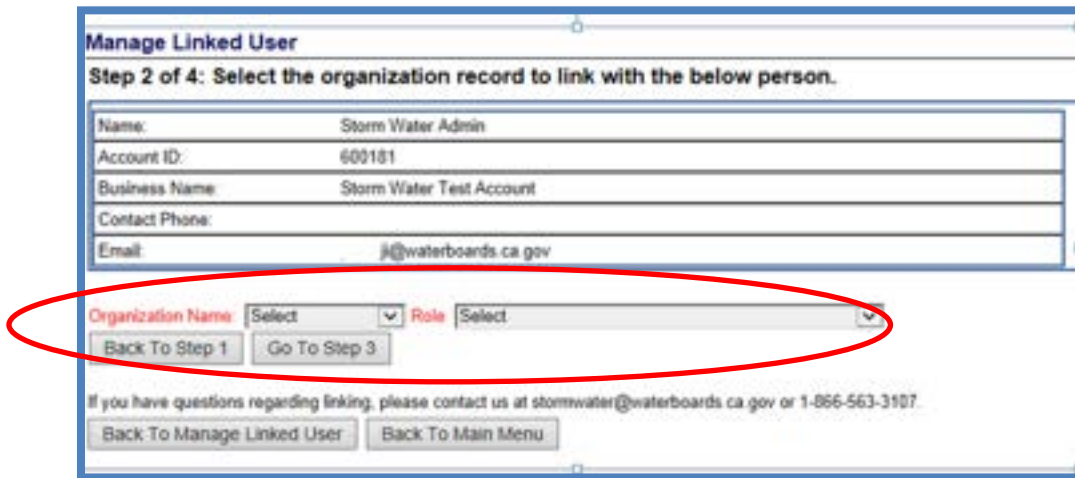 Manage Linked User
Step 2 of 4: Select the organization record to link with the below person.
Name: Storm Water Admin
Account ID: 600181
Business Name: Storm Water Test Account
Contact Phone:
Email: ji@waterboards.ca.gov
Organization Name: Select Role Select
Back To Step 1 Go To Step 3
If you have questions regarding linking, please contact us at stormwater@waterboards.ca.gov or 1-866-563-3107.
Back To Manage Linked User Back To Main Menu